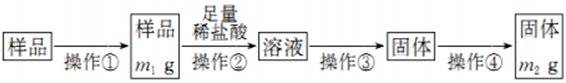 样品 操作① 样品 m₁ g 足量 稀盐酸 操作② 溶液 操作③ 固体 操作④ 固体 m₂ g